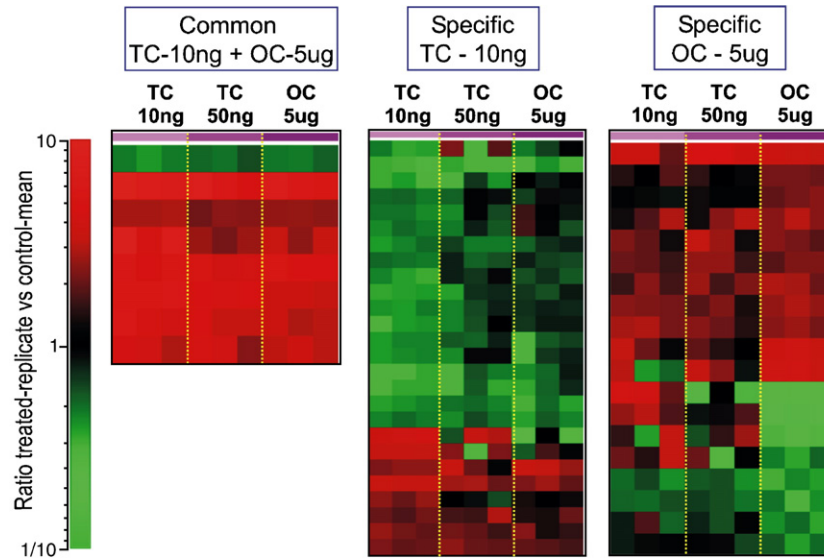 Common
TC-10ng + OC-5ug
Specific
TC - 10ng
Specific
OC - 5ug
TC TC OC
10ng 50ng 5ug
TC TC OC
10ng 50ng 5ug
TC TC OC
10ng 50ng 5ug
10
1
1/10
Ratio treated-replicate vs control-mean